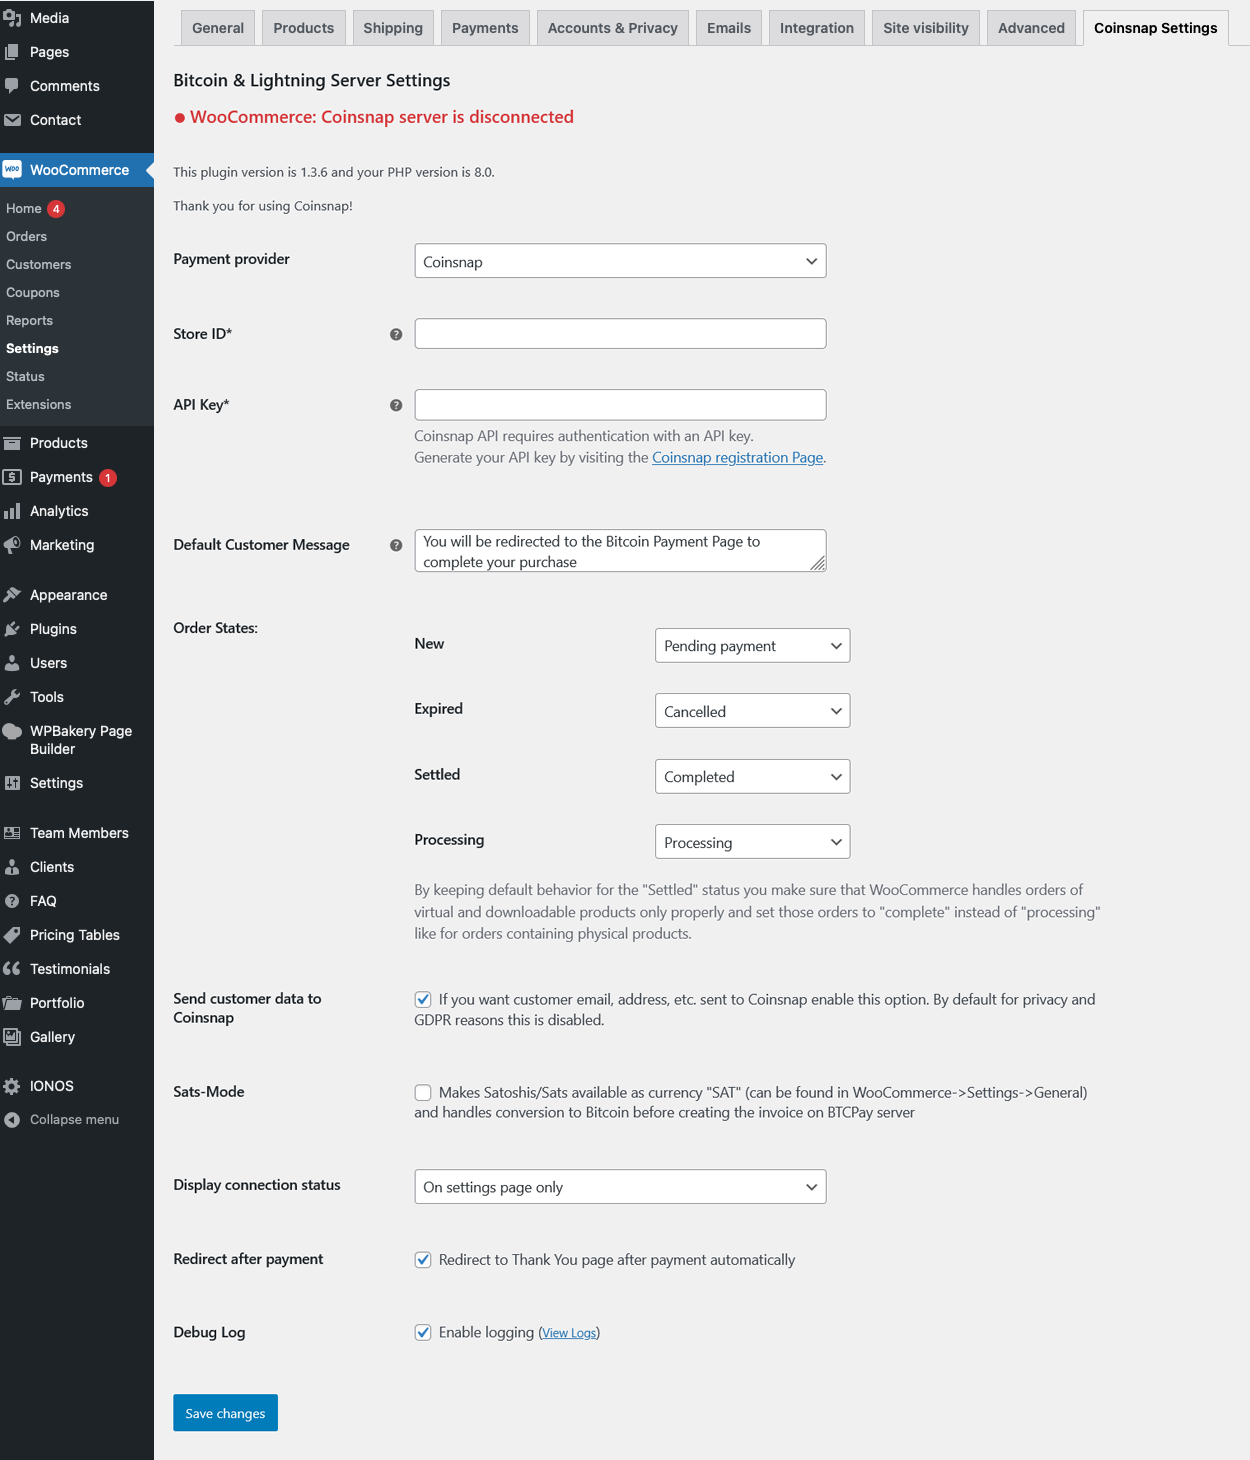 Media
Pages
Comments
Contact
WooCommerce
Home 4
Orders
Customers
Coupons
Reports
Settings
Status
Extensions
Products
Payments 1
Analytics
Marketing
Appearance
Plugins
Users
Tools
WPBakery Page
Builder
Settings
Team Members
Clients
FAQ
Pricing Tables
Testimonials
Portfolio
Gallery
IONOS
Collapse menu
General Products Shipping Payments Accounts & Privacy Emails Integration Site visibility Advanced Coinsnap Settings
Bitcoin & Lightning Server Settings
WooCommerce: Coinsnap server is disconnected
This plugin version is 1.3.6 and your PHP version is 8.0.
Thank you for using Coinsnap!
Payment provider Coinsnap
Store ID* ?
API Key* ?
Coinsnap API requires authentication with an API key.
Generate your API key by visiting the Coinsnap registration Page.
Default Customer Message ? You will be redirected to the Bitcoin Payment Page to
complete your purchase
Order States:
New Pending payment
Expired Cancelled
Settled Completed
Processing Processing
By keeping default behavior for the "Settled" status you make sure that WooCommerce handles orders of
virtual and downloadable products only properly and set those orders to "complete" instead of "processing"
like for orders containing physical products.
Send customer data to
Coinsnap
If you want customer email, address, etc. sent to Coinsnap enable this option. By default for privacy and
GDPR reasons this is disabled.
Sats-Mode
Makes Satoshis/Sats available as currency "SAT" (can be found in WooCommerce->Settings->General)
and handles conversion to Bitcoin before creating the invoice on BTCPay server
Display connection status On settings page only
Redirect after payment Redirect to Thank You page after payment automatically
Debug Log Enable logging (View Logs)
Save changes